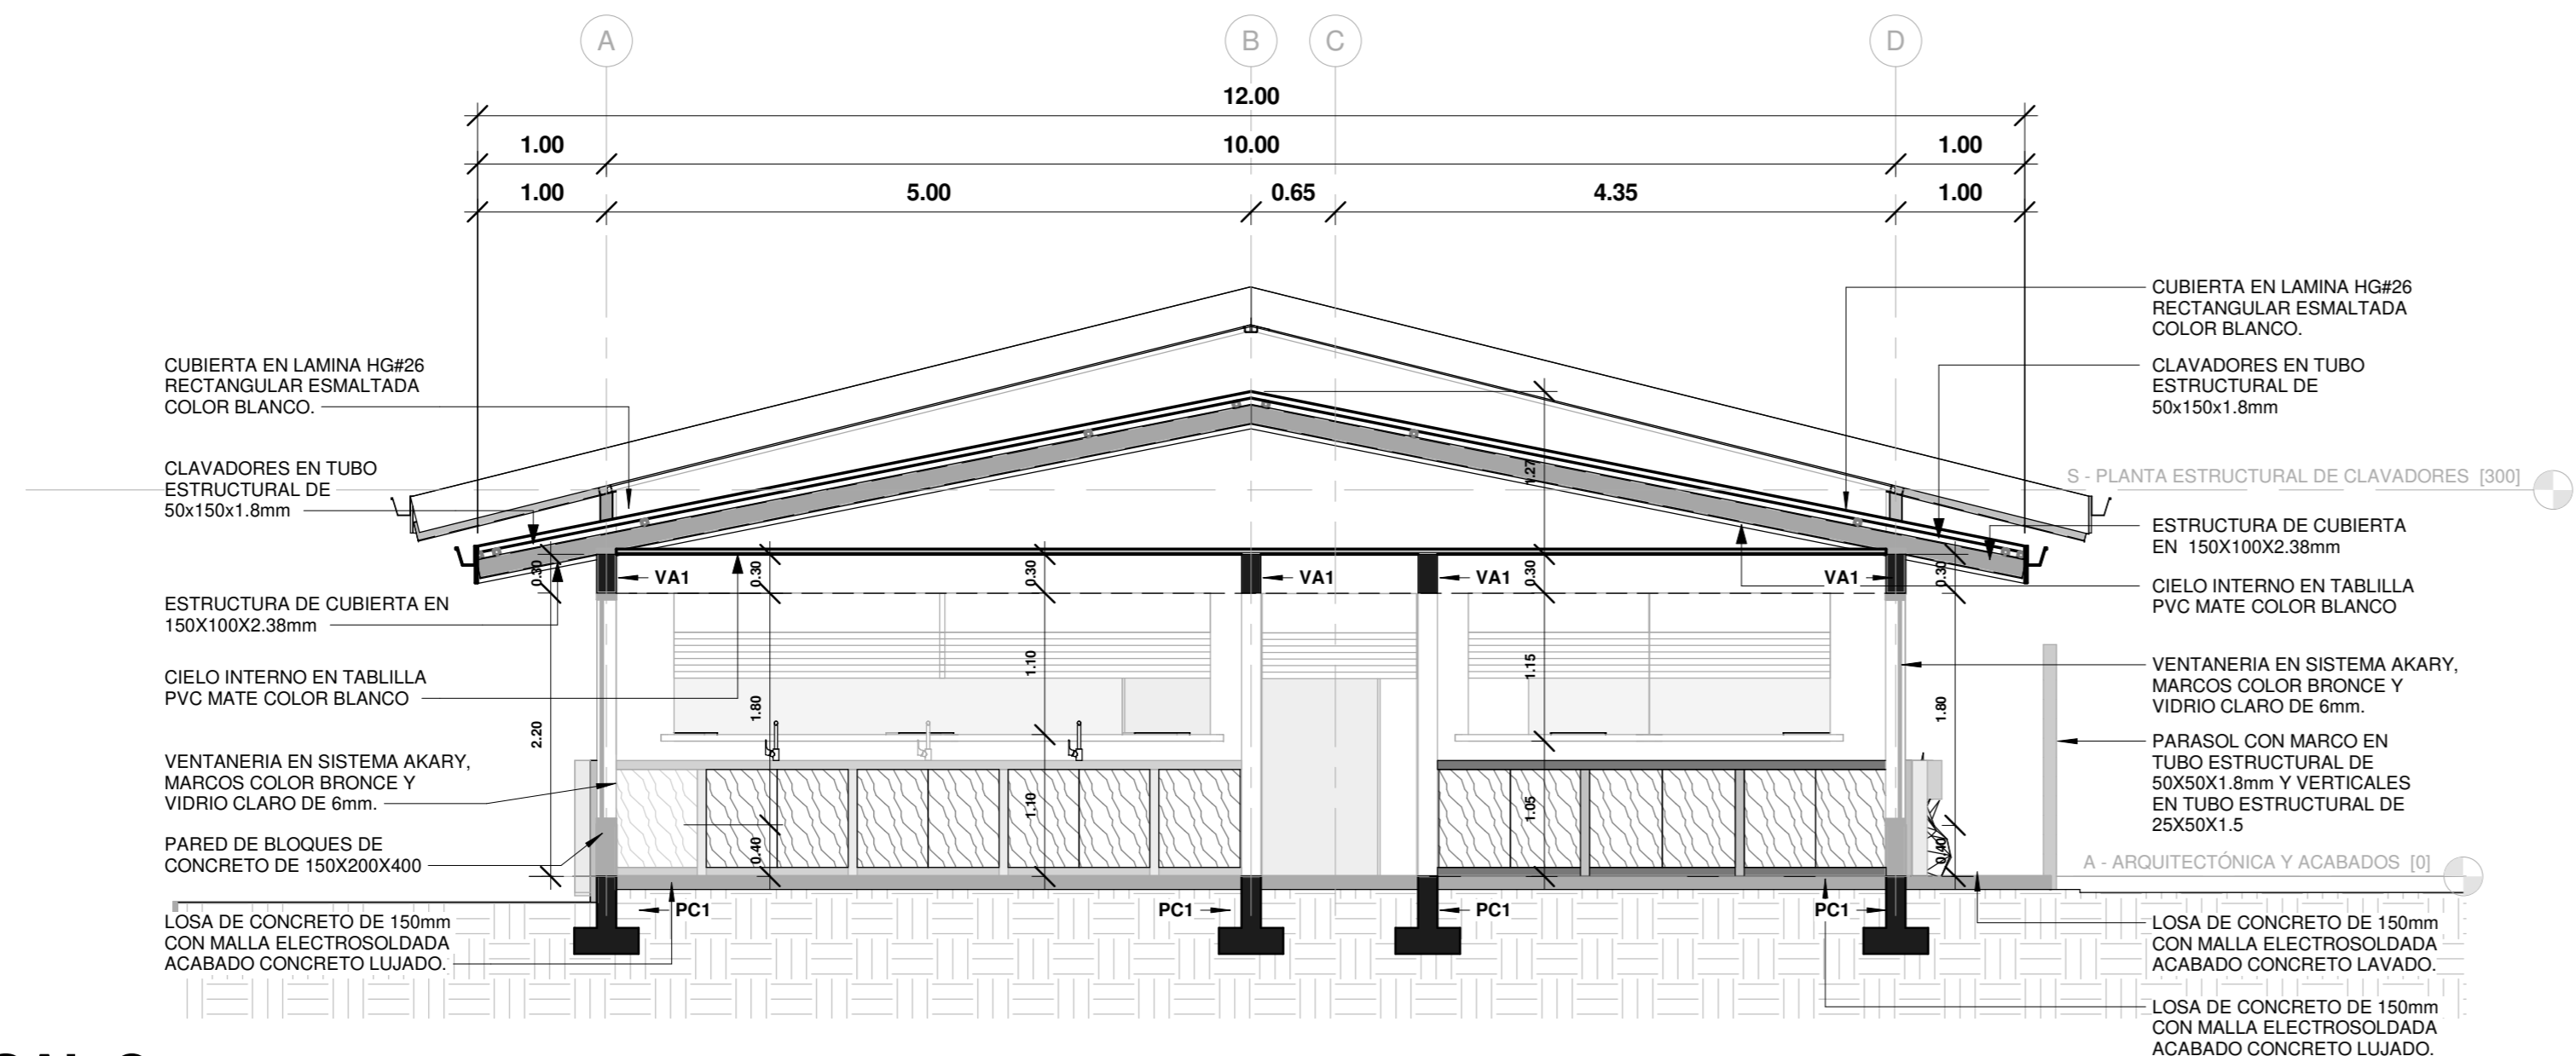 A B C D
12.00
1.00 10.00 1.00
1.00 5.00 0.65 4.35 1.00
CUBIERTA EN LAMINA HG#26
RECTANGULAR ESMALTADA
COLOR BLANCO.
CLAVADORES EN TUBO
ESTRUCTURAL DE
50x150x1.8mm
ESTRUCTURA DE CUBIERTA EN
150X100X2.38mm
CIELO INTERNO EN TABLILLA
PVC MATE COLOR BLANCO
VENTANERIA EN SISTEMA AKARY,
MARCOS COLOR BRONCE Y
VIDRIO CLARO DE 6mm.
PARED DE BLOQUES DE
CONCRETO DE 150X200X400
LOSA DE CONCRETO DE 150mm
CON MALLA ELECTROSOLDADA
ACABADO CONCRETO LUJADO.
1.27
0.30 0.30 0.30 0.30 0.30
VA1 VA1 VA1 VA1
2.20 1.80 1.10 1.15 1.80
0.40 1.10 1.05 0.40
PC1 PC1 PC1 PC1
CUBIERTA EN LAMINA HG#26
RECTANGULAR ESMALTADA
COLOR BLANCO.
CLAVADORES EN TUBO
ESTRUCTURAL DE
50x150x1.8mm
S - PLANTA ESTRUCTURAL DE CLAVADORES [300]
ESTRUCTURA DE CUBIERTA
EN 150X100X2.38mm
CIELO INTERNO EN TABLILLA
PVC MATE COLOR BLANCO
VENTANERIA EN SISTEMA AKARY,
MARCOS COLOR BRONCE Y
VIDRIO CLARO DE 6mm.
PARASOL CON MARCO EN
TUBO ESTRUCTURAL DE
50X50X1.8mm Y VERTICALES
EN TUBO ESTRUCTURAL DE
25X50X1.5
A - ARQUITECTÓNICA Y ACABADOS [0]
LOSA DE CONCRETO DE 150mm
CON MALLA ELECTROSOLDADA
ACABADO CONCRETO LAVADO.
LOSA DE CONCRETO DE 150mm
CON MALLA ELECTROSOLDADA
ACABADO CONCRETO LUJADO.